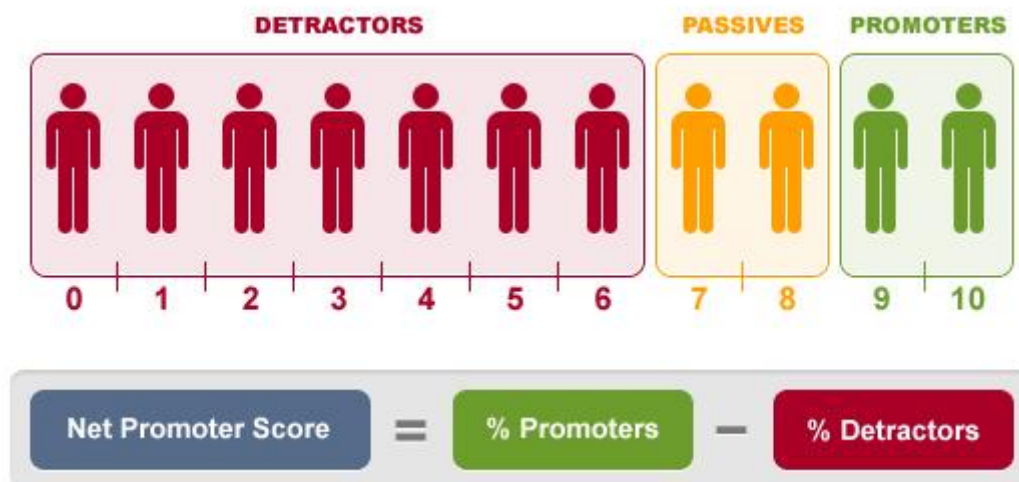 DETRACTORS PASSIVES PROMOTERS
0 1 2 3 4 5 6 7 8 9 10
Net Promoter Score = % Promoters − % Detractors